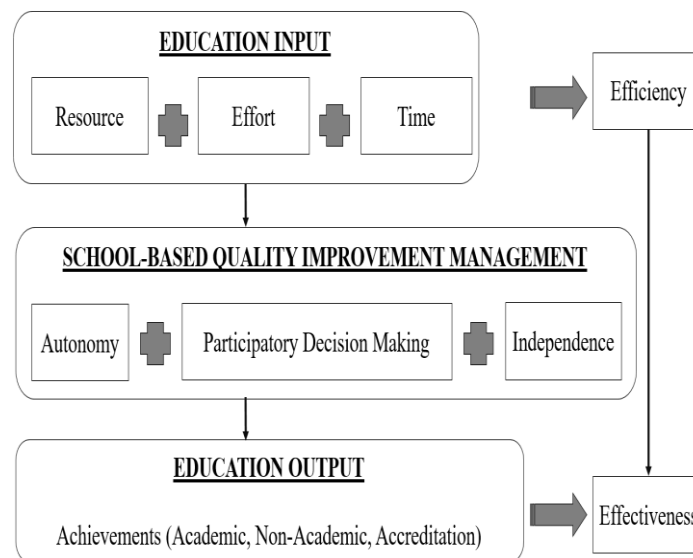 EDUCATION INPUT
Resource
Effort
Time
Efficiency
SCHOOL-BASED QUALITY IMPROVEMENT MANAGEMENT
Autonomy
Participatory Decision Making
Independence
EDUCATION OUTPUT
Achievements (Academic, Non-Academic, Accreditation)
Effectiveness